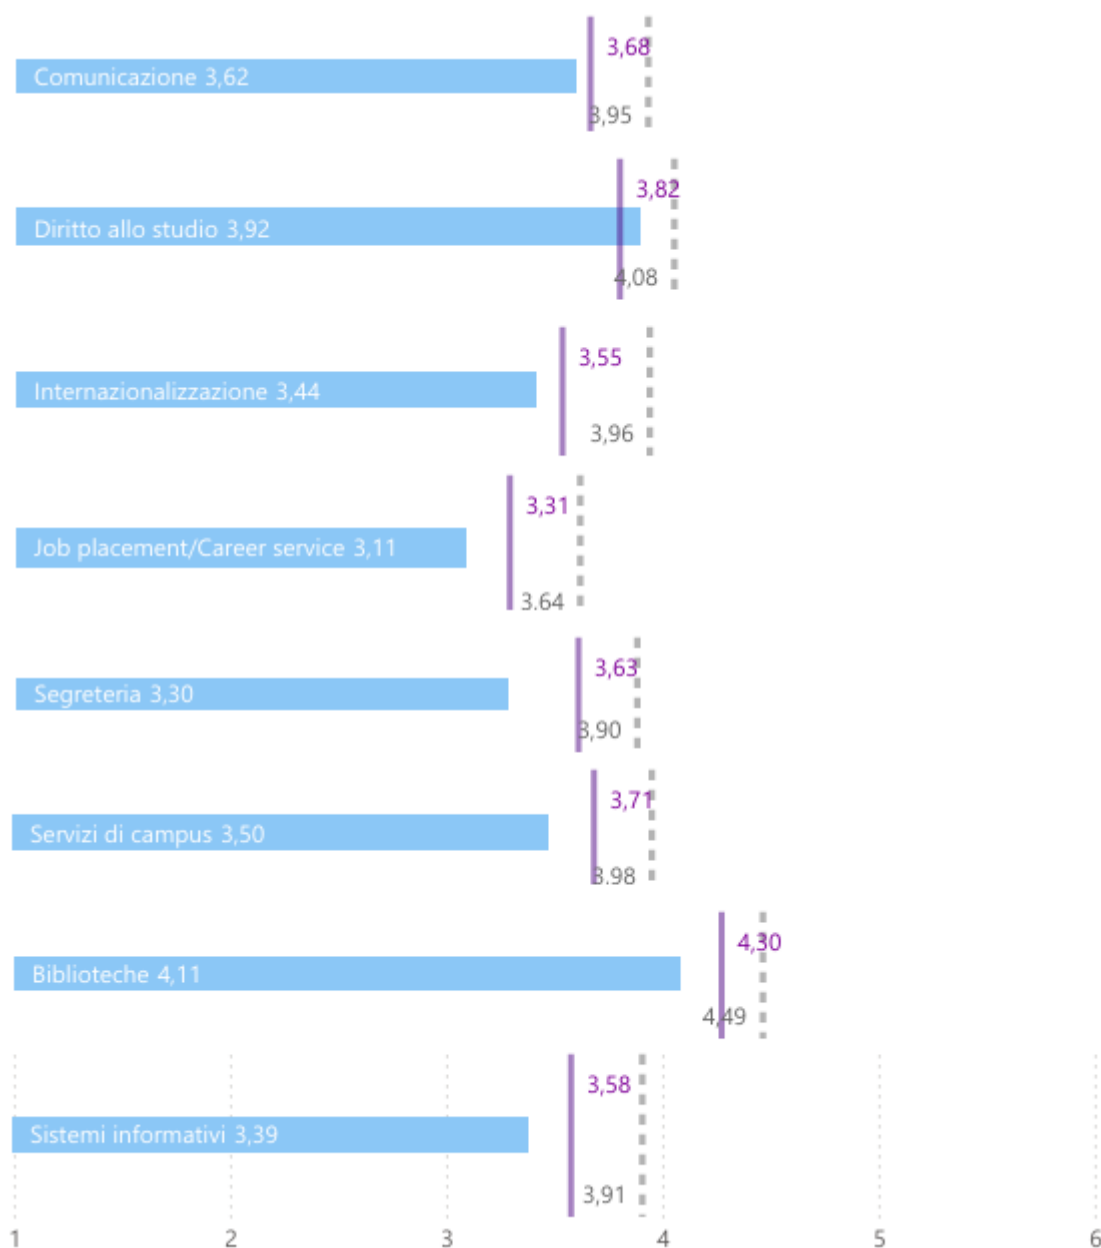 3,68
Comunicazione 3,62
3,95
3,82
Diritto allo studio 3,92
4,08
3,55
Internazionalizzazione 3,44
3,96
3,31
Job placement/Career service 3,11
3.64
3,63
Segreteria 3,30
3,90
3,71
Servizi di campus 3,50
3.98
4,30
Biblioteche 4,11
4,49
3,58
Sistemi informativi 3,39
3,91
1 2 3 4 5 6